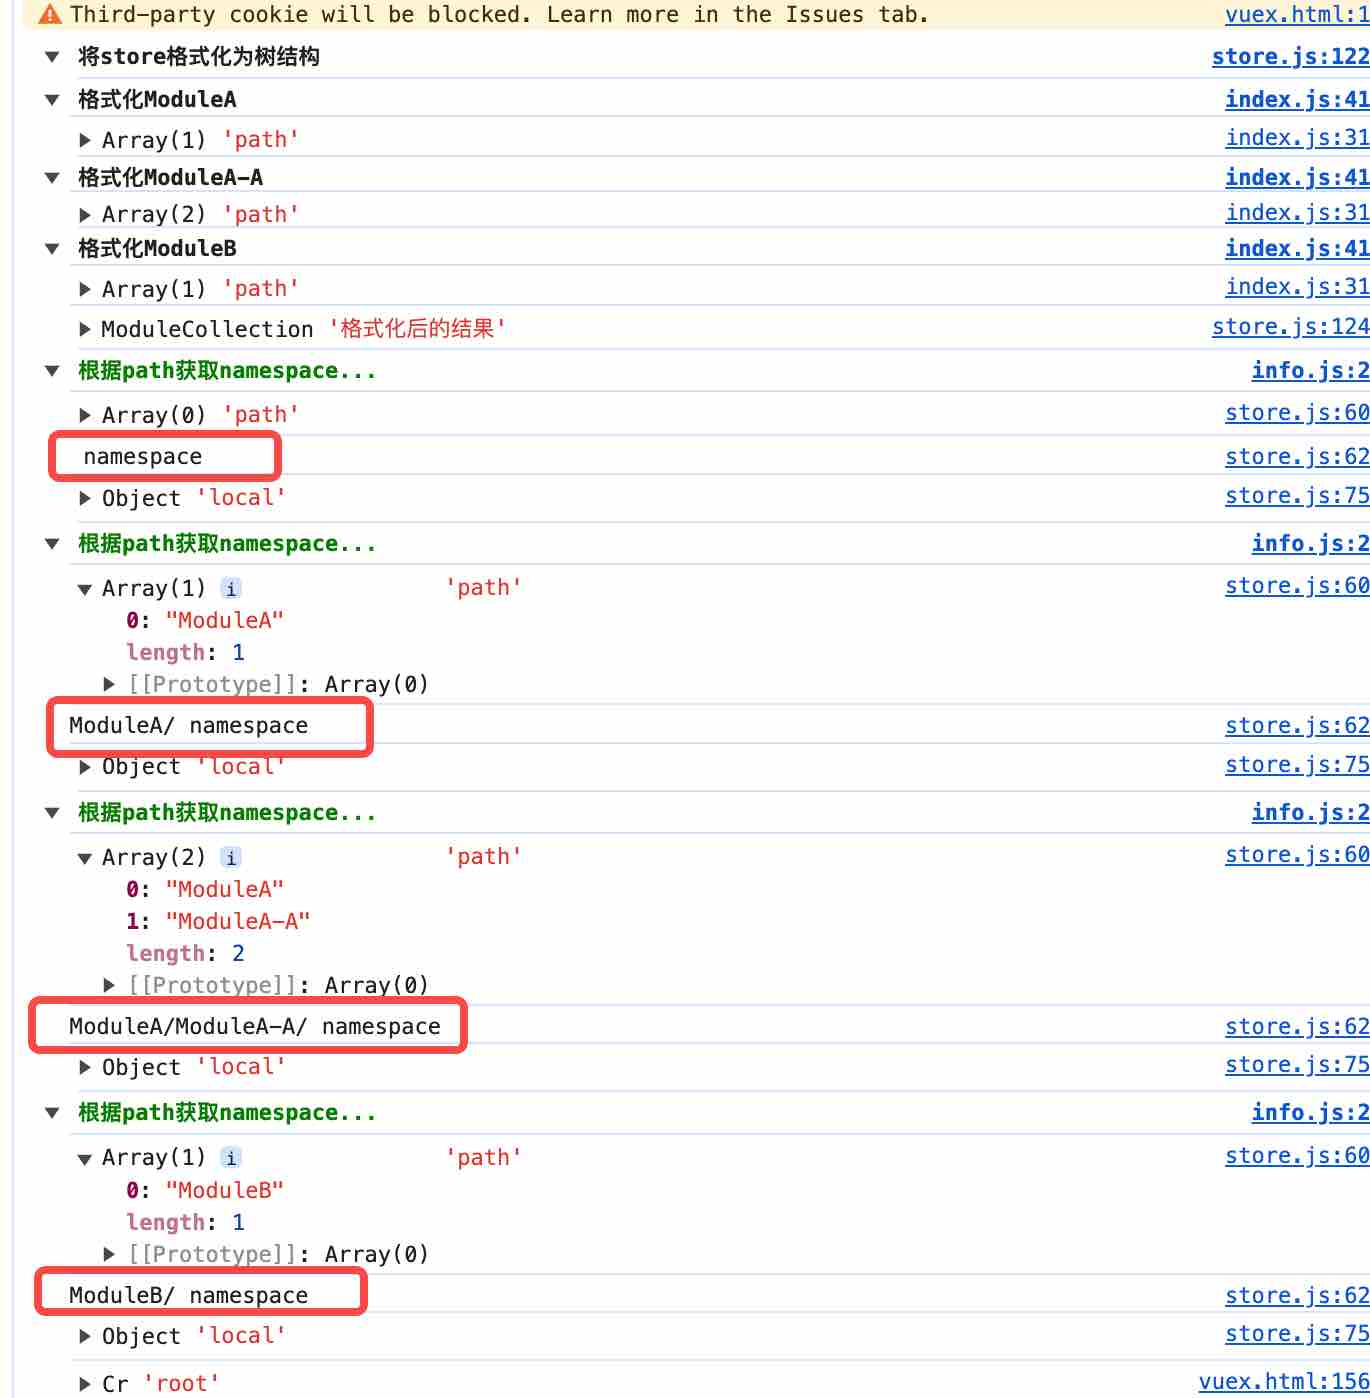 Third-party cookie will be blocked. Learn more in the Issues tab. vuex.html:1
将store格式化为树结构 store.js:122
格式化ModuleA index.js:41
Array(1) 'path' index.js:31
格式化ModuleA-A index.js:41
Array(2) 'path' index.js:31
格式化ModuleB index.js:41
Array(1) 'path' index.js:31
ModuleCollection '格式化后的结果' store.js:124
根据path获取namespace... info.js:2
Array(0) 'path' store.js:60
namespace store.js:62
Object 'local' store.js:75
根据path获取namespace... info.js:2
Array(1) i 'path' store.js:60
0: "ModuleA"
length: 1
[[Prototype]]: Array(0)
ModuleA/ namespace store.js:62
Object 'local' store.js:75
根据path获取namespace... info.js:2
Array(2) i 'path' store.js:60
0: "ModuleA"
1: "ModuleA-A"
length: 2
[[Prototype]]: Array(0)
ModuleA/ModuleA-A/ namespace store.js:62
Object 'local' store.js:75
根据path获取namespace... info.js:2
Array(1) i 'path' store.js:60
0: "ModuleB"
length: 1
[[Prototype]]: Array(0)
ModuleB/ namespace store.js:62
Object 'local' store.js:75
Cr 'root' vuex.html:156